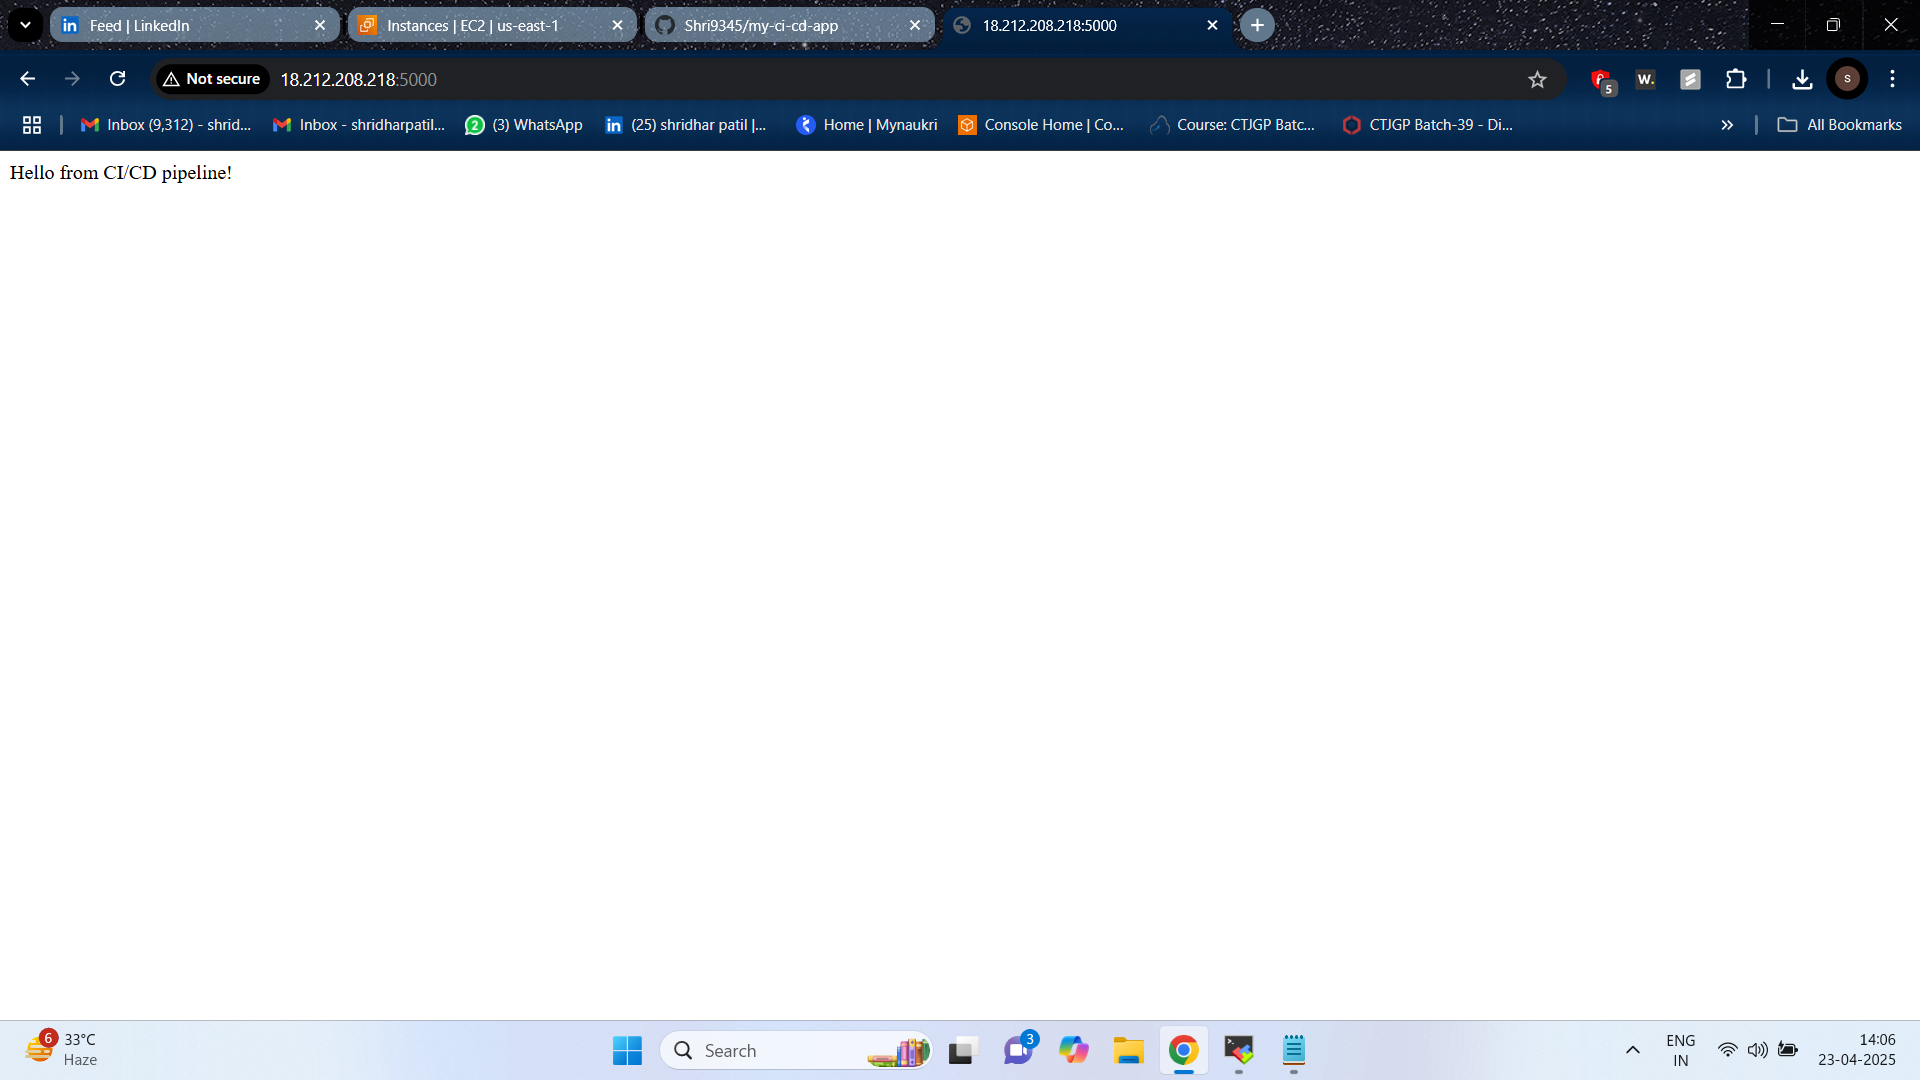 Feed | LinkedIn
Instances | EC2 | us-east-1
Shri9345/my-ci-cd-app
18.212.208.218:5000
Not secure
18.212.208.218:5000
5
W.
S
Inbox (9,312) - shrid...
Inbox - shridharpatil...
2
(3) WhatsApp
(25) shridhar patil |...
Home | Mynaukri
Console Home | Co...
Course: CTJGP Batc...
CTJGP Batch-39 - Di...
All Bookmarks
Hello from CI/CD pipeline!
6
33°C
Haze
Search
3
ENG
IN
14:06
23-04-2025